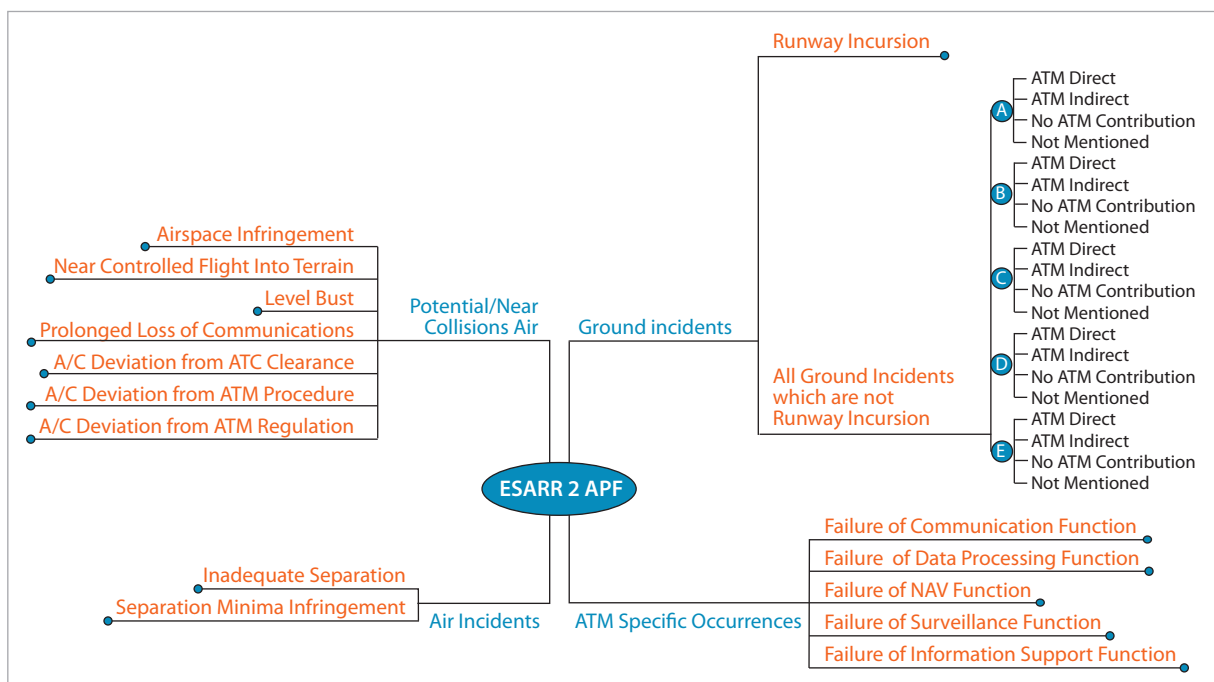 Runway Incursion
A
ATM Direct
ATM Indirect
No ATM Contribution
Not Mentioned
B
ATM Direct
ATM Indirect
No ATM Contribution
Not Mentioned
C
ATM Direct
ATM Indirect
No ATM Contribution
Not Mentioned
D
ATM Direct
ATM Indirect
No ATM Contribution
Not Mentioned
E
ATM Direct
ATM Indirect
No ATM Contribution
Not Mentioned
All Ground Incidents
which are not
Runway Incursion
Ground incidents
Airspace Infringement
Near Controlled Flight Into Terrain
Level Bust
Prolonged Loss of Communications
A/C Deviation from ATC Clearance
A/C Deviation from ATM Procedure
A/C Deviation from ATM Regulation
Potential/Near
Collisions Air
ESARR 2 APF
Inadequate Separation
Separation Minima Infringement
Air Incidents
ATM Specific Occurrences
Failure of Communication Function
Failure of Data Processing Function
Failure of NAV Function
Failure of Surveillance Function
Failure of Information Support Function